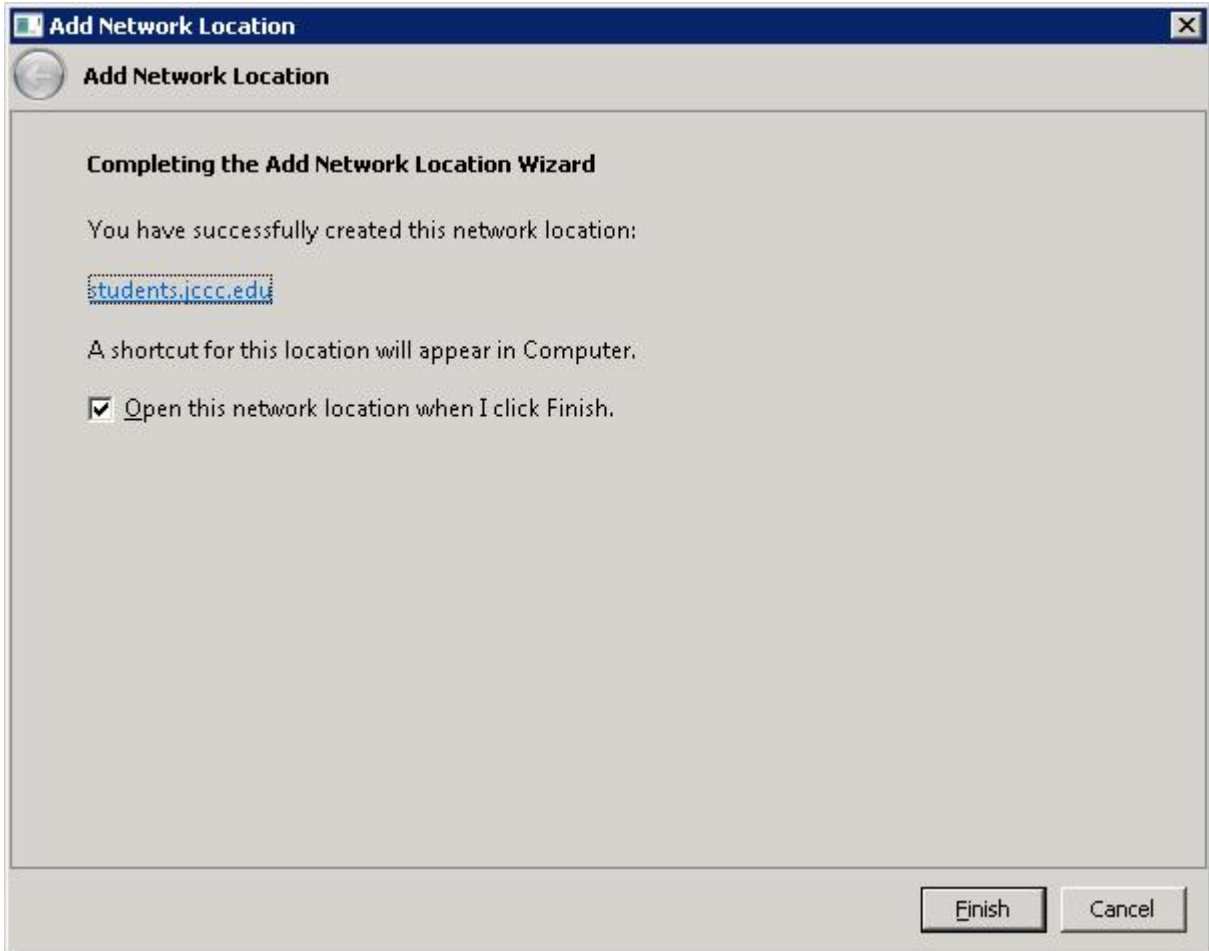 Add Network Location
Add Network Location
Completing the Add Network Location Wizard
You have successfully created this network location:
students.jccc.edu
A shortcut for this location will appear in Computer.
Open this network location when I click Finish.
Finish Cancel